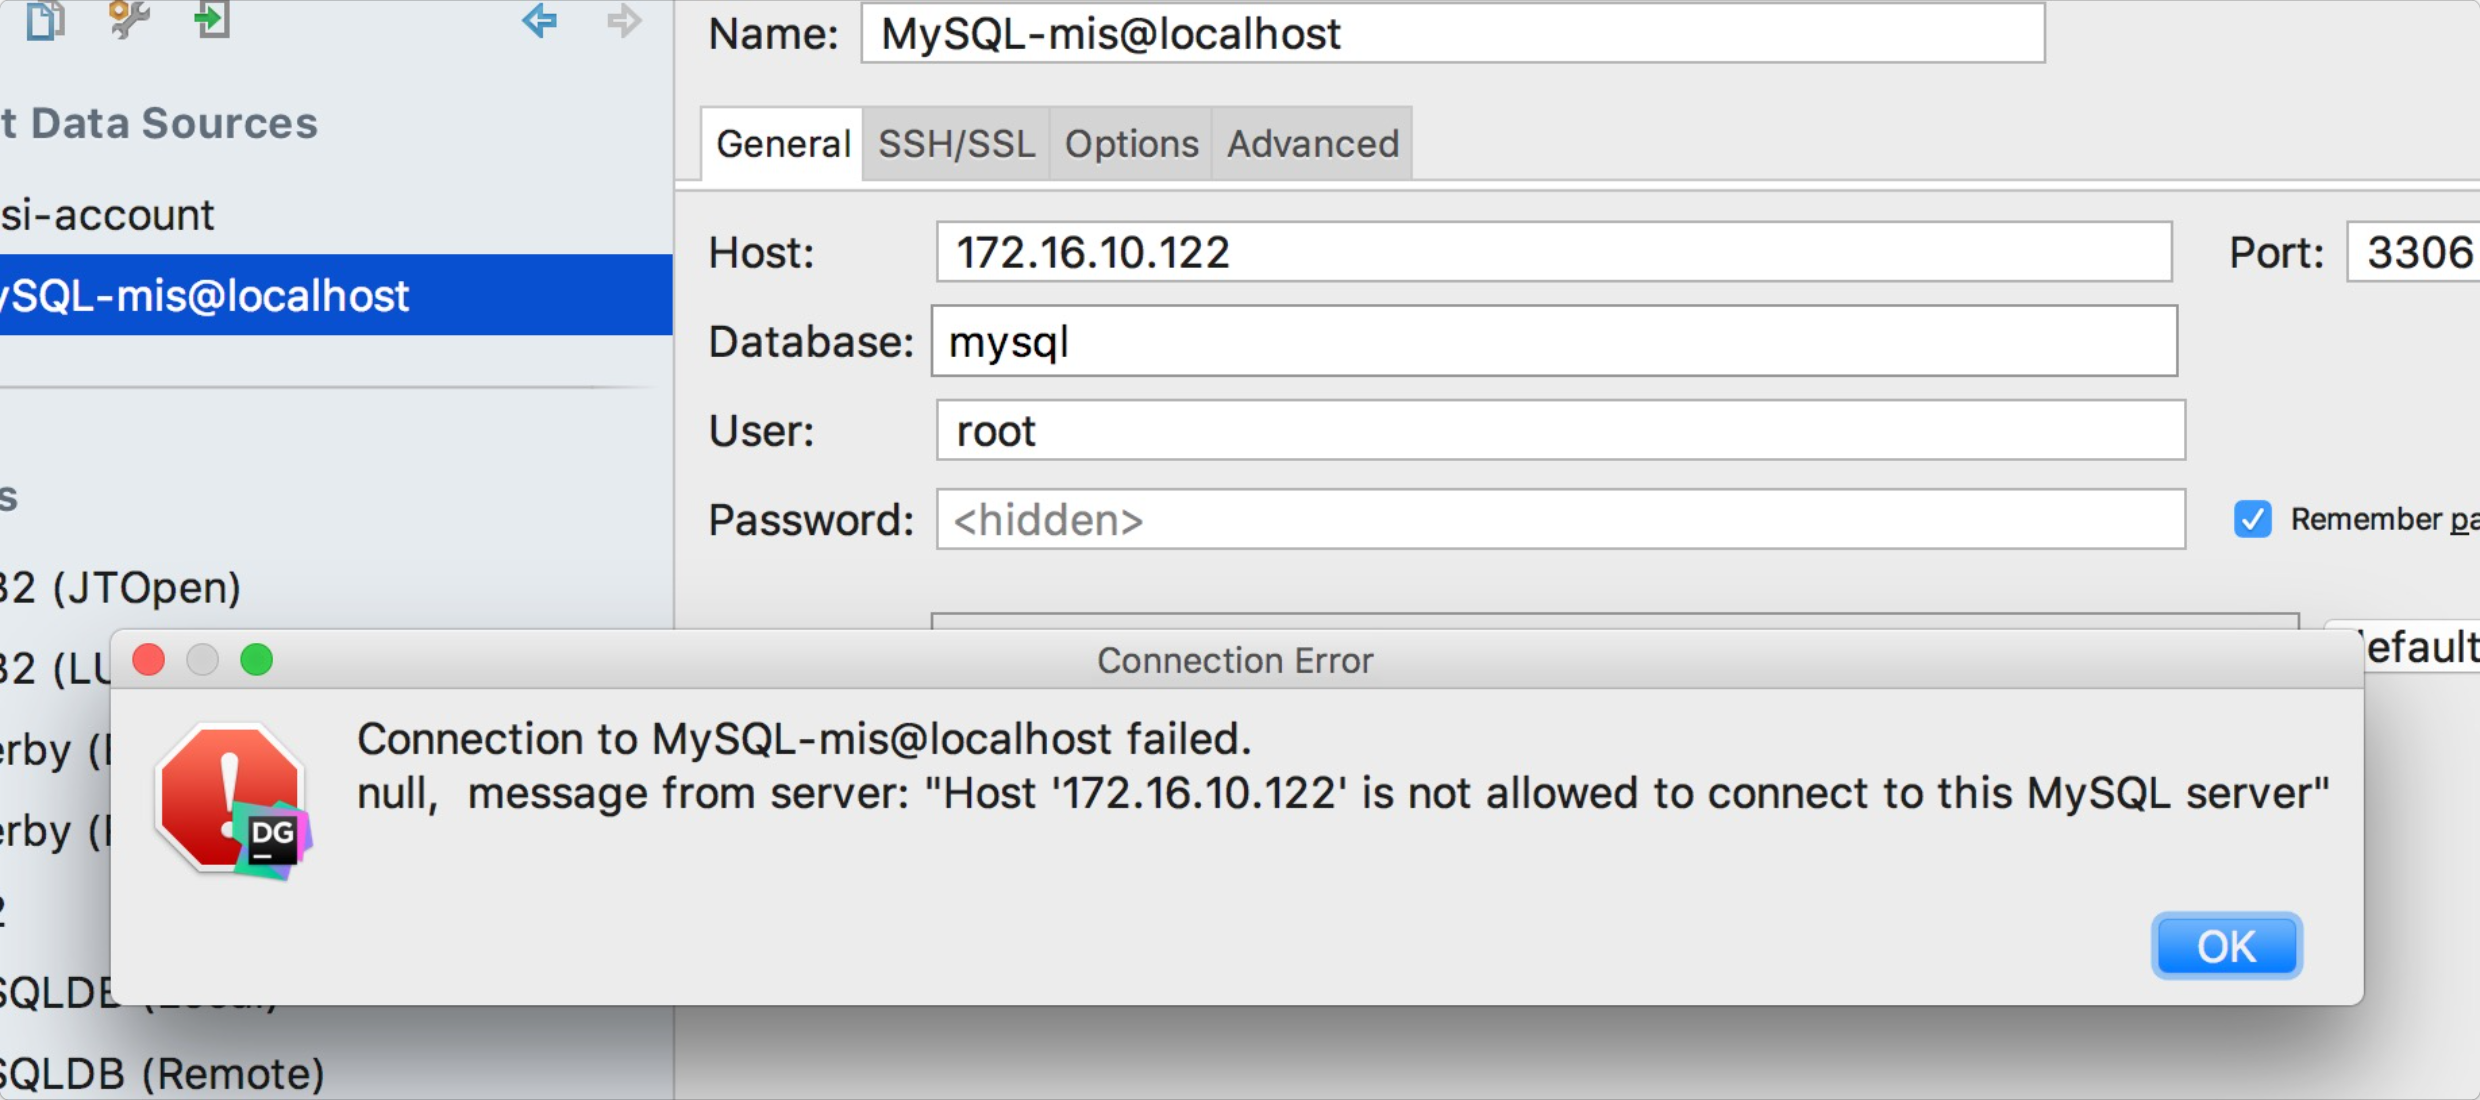 Name: MySQL-mis@localhost
t Data Sources
General SSH/SSL Options Advanced
si-account
Host: 172.16.10.122 Port: 3306
ySQL-mis@localhost
Database: mysql
User: root
s
Password: <hidden> Remember pa
32 (JTOpen)
efault
32 (LU
Connection Error
Connection to MySQL-mis@localhost failed.
erby (
null, message from server: "Host '172.16.10.122' is not allowed to connect to this MySQL server"
erby (
DG
2
OK
SQLDB (Local)
SQLDB (Remote)